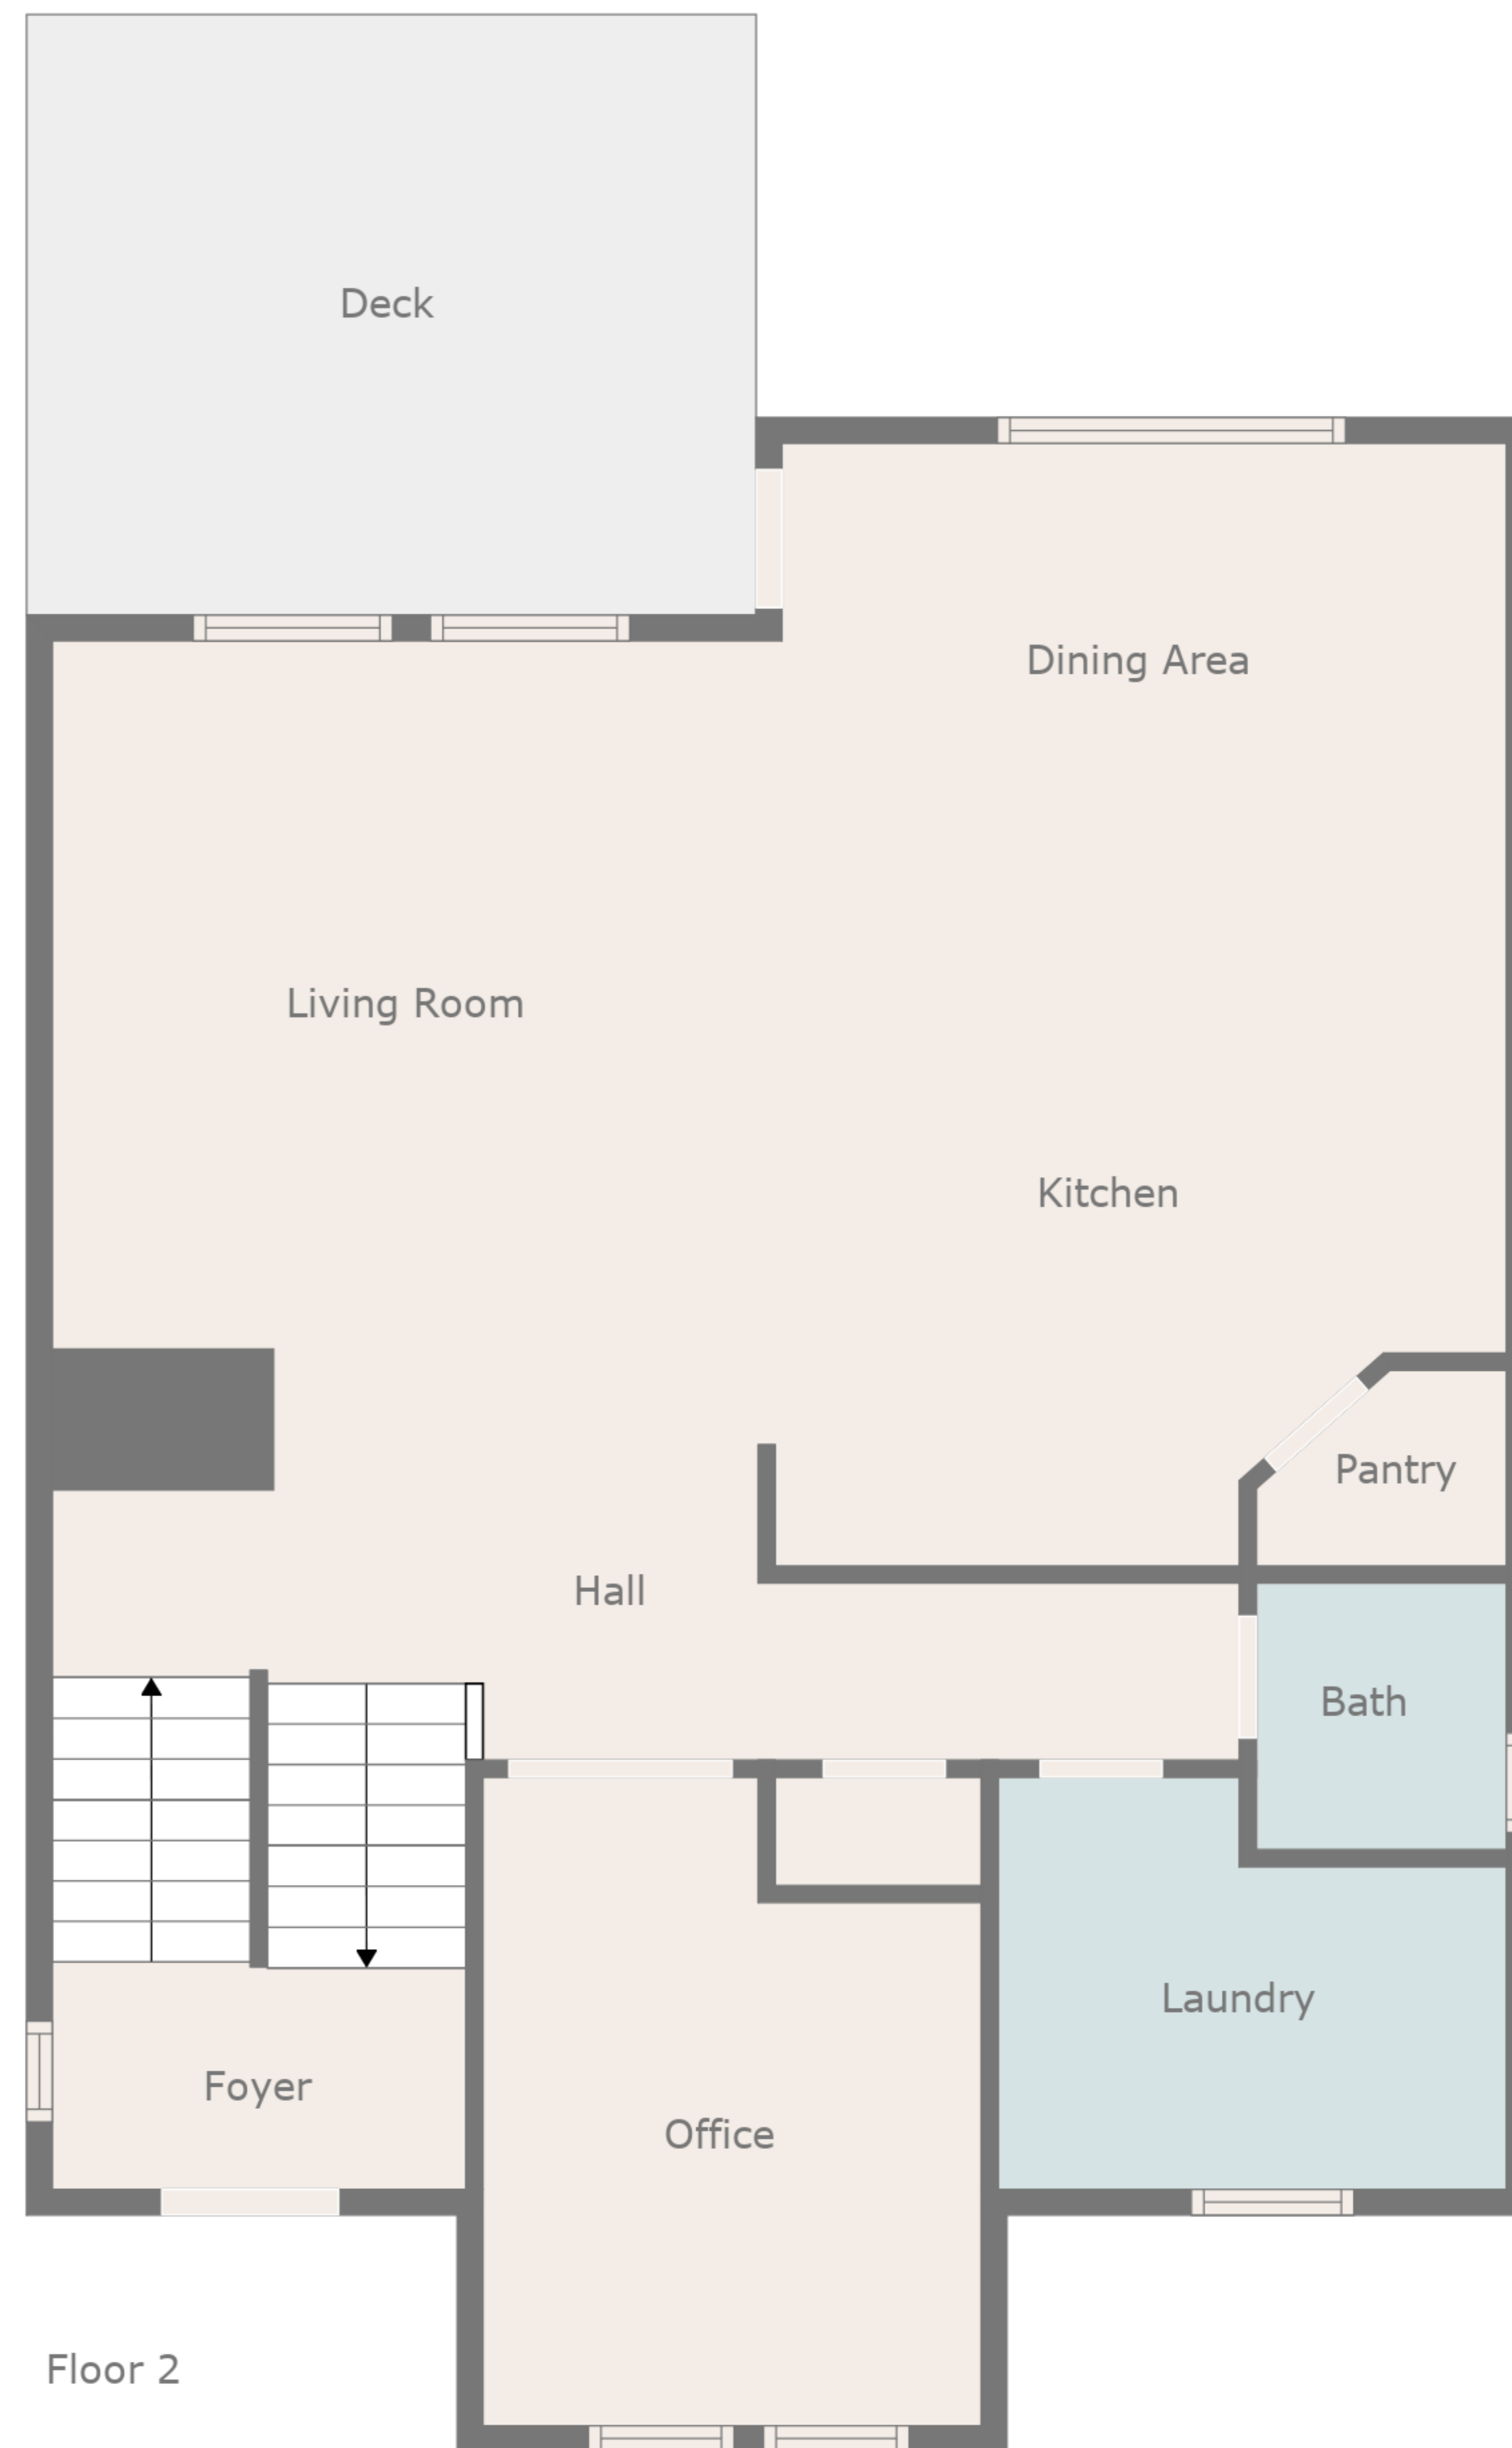 Deck
Dining Area
Living Room
Kitchen
Pantry
Hall
Bath
Laundry
Foyer
Office
Floor 2